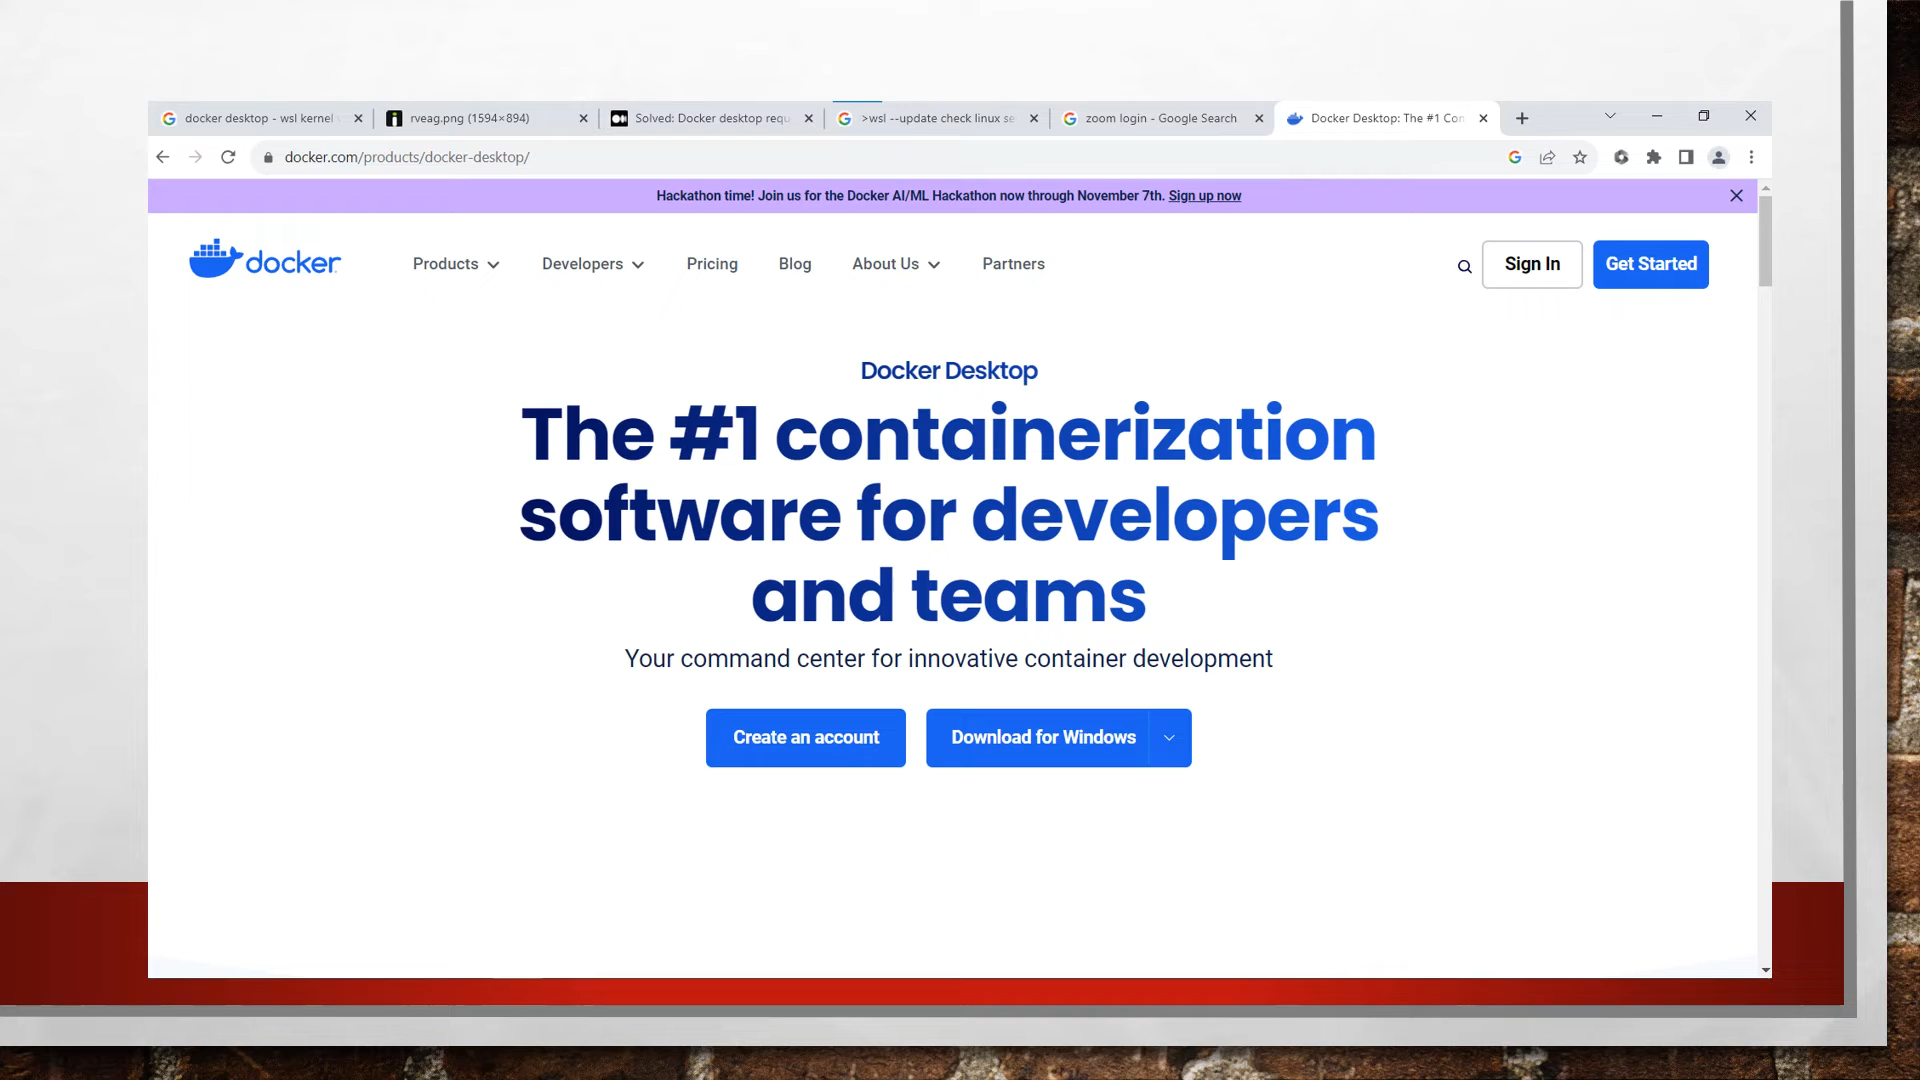 docker desktop - wsl kernel
rveag.png (1594×894)
Solved: Docker desktop requ
>wsl --update check linux se
zoom login - Google Search
Docker Desktop: The #1 Con
docker.com/products/docker-desktop/
Hackathon time! Join us for the Docker AI/ML Hackathon now through November 7th. Sign up now
docker
Products
Developers
Pricing
Blog
About Us
Partners
Sign In
Get Started
Docker Desktop
The #1 containerization
software for developers
and teams
Your command center for innovative container development
Create an account
Download for Windows